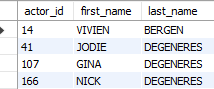 actor_id first_name last_name
14 VIVIEN BERGEN
41 JODIE DEGENERES
107 GINA DEGENERES
166 NICK DEGENERES